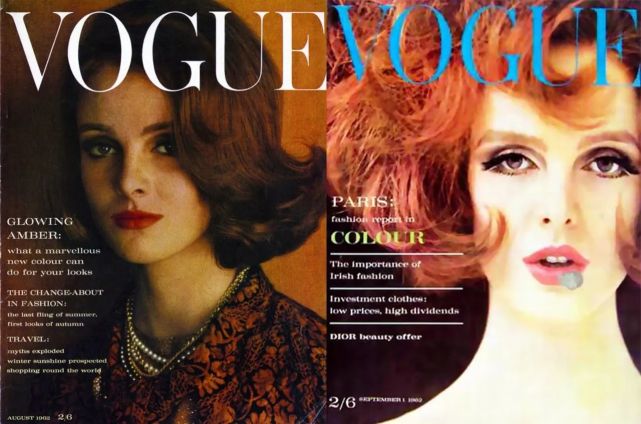 VOGUE
GLOWING
AMBER:
what a marvellous
new colour can
do for your looks
THE CHANGE-ABOUT
IN FASHION:
the last fling of summer,
first looks of autumn
TRAVEL:
myths exploded
winter sunshine prospected
shopping round the world
AUGUST 1962 2/6
VOGUE
PARIS:
fashion report in
COLOUR
The importance of
Irish fashion
Investment clothes:
low prices, high dividends
DIOR beauty offer
2/6 SEPTEMBER 1 1962